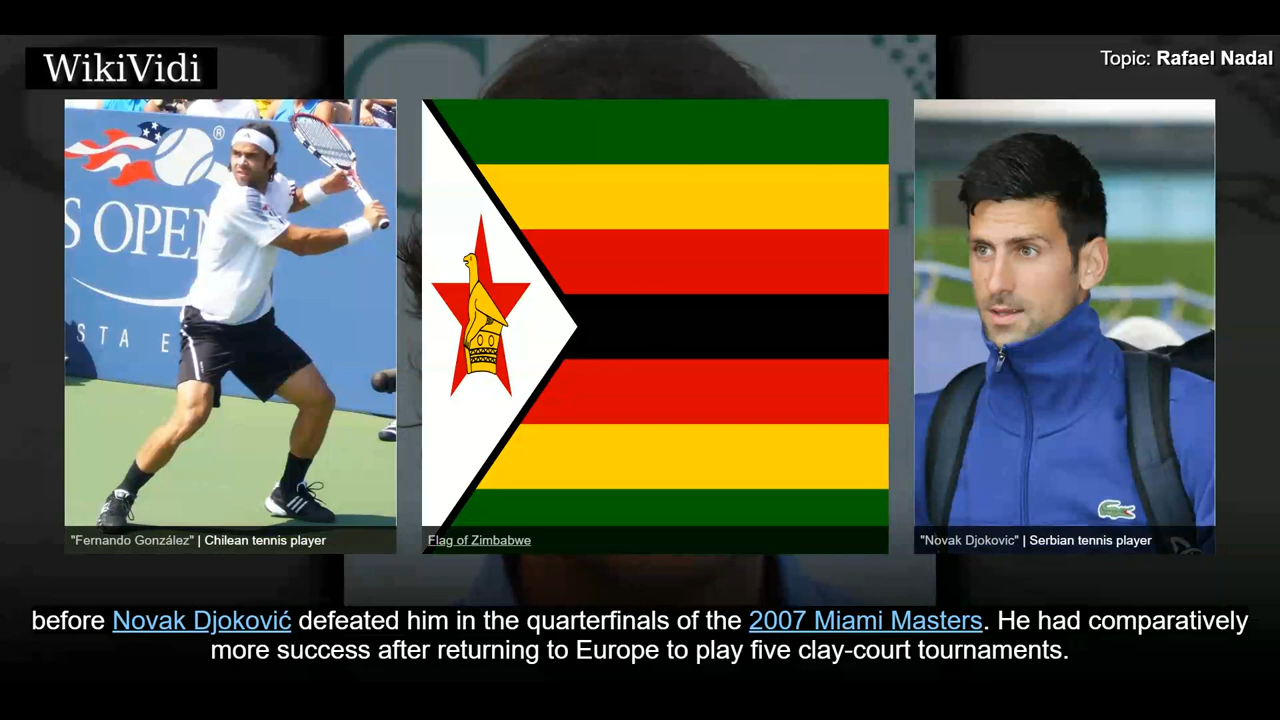 WikiVidi
Topic: Rafael Nadal
S OPEN
STA E
"Fernando González" | Chilean tennis player
Flag of Zimbabwe
"Novak Djokovic" | Serbian tennis player
before Novak Djoković defeated him in the quarterfinals of the 2007 Miami Masters. He had comparatively
more success after returning to Europe to play five clay-court tournaments.